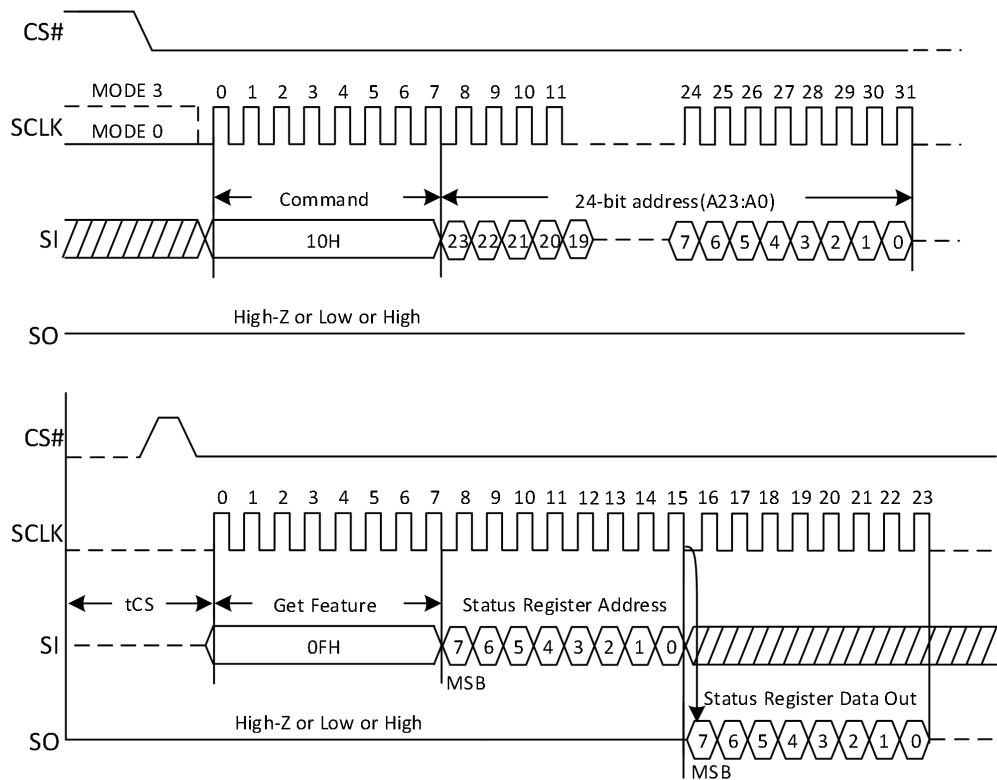 CS#
MODE 3
0 1 2 3 4 5 6 7 8 9 10 11 24 25 26 27 28 29 30 31
SCLK
MODE 0
Command
24-bit address(A23:A0)
SI
10H
23 22 21 20 19 7 6 5 4 3 2 1 0
High-Z or Low or High
SO
CS#
0 1 2 3 4 5 6 7 8 9 10 11 12 13 14 15 16 17 18 19 20 21 22 23
SCLK
tCS
Get Feature
Status Register Address
SI
0FH
7 6 5 4 3 2 1 0
MSB
Status Register Data Out
High-Z or Low or High
SO
7 6 5 4 3 2 1 0
MSB